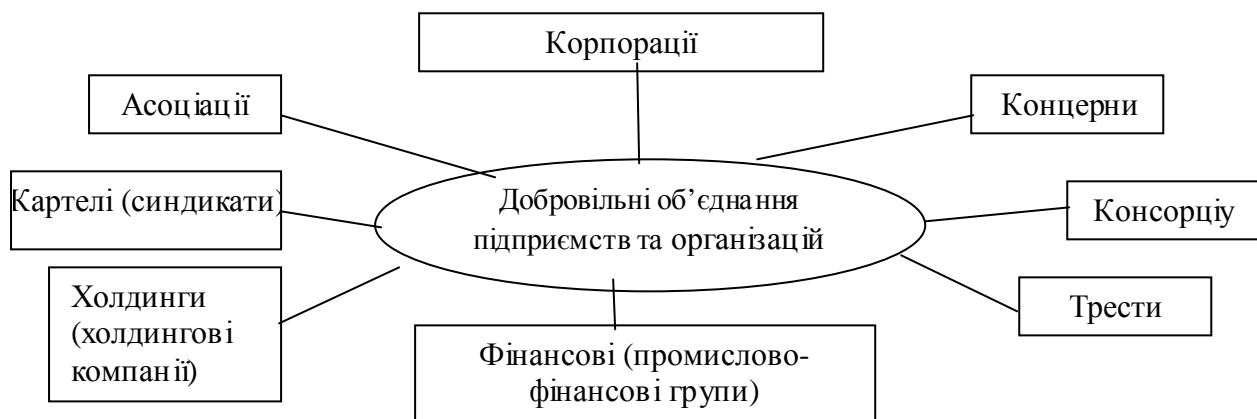 Корпорації
Асоціації
Концерни
Картелі (синдикати)
Добровільні об’єднання
підприємств та організацій
Консорціу
Холдинги
(холдингові
компанії)
Трести
Фінансові (промислово-
фінансові групи)